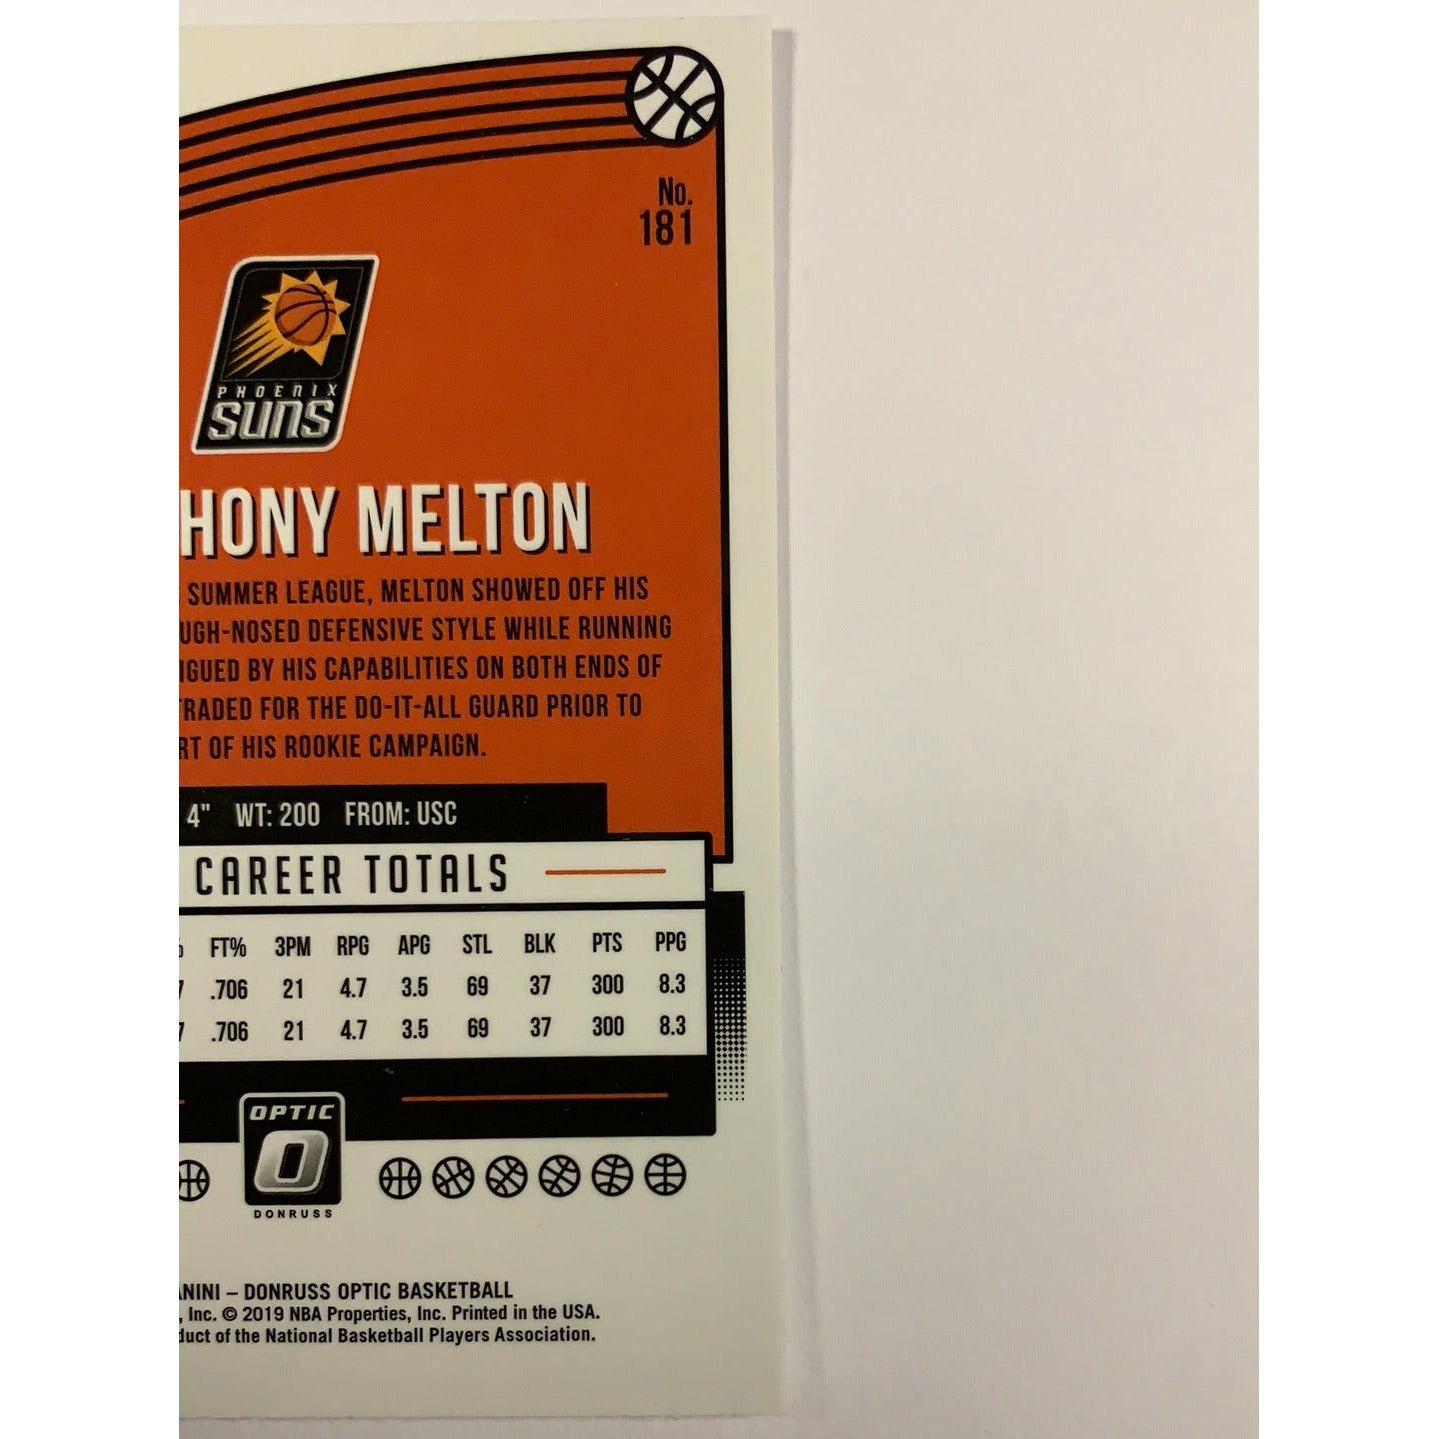 No.
181
PHOENIX
SUNS
HONY MELTON
SUMMER LEAGUE, MELTON SHOWED OFF HIS
UGH-NOSED DEFENSIVE STYLE WHILE RUNNING
IGUED BY HIS CAPABILITIES ON BOTH ENDS OF
TRADED FOR THE DO-IT-ALL GUARD PRIOR TO
RT OF HIS ROOKIE CAMPAIGN.
4" WT: 200 FROM: USC
CAREER TOTALS
% FT% 3PM RPG APG STL BLK PTS PPG
7 .706 21 4.7 3.5 69 37 300 8.3
7 .706 21 4.7 3.5 69 37 300 8.3
OPTIC
O
DONRUSS
ANINI – DONRUSS OPTIC BASKETBALL
, Inc. © 2019 NBA Properties, Inc. Printed in the USA.
duct of the National Basketball Players Association.